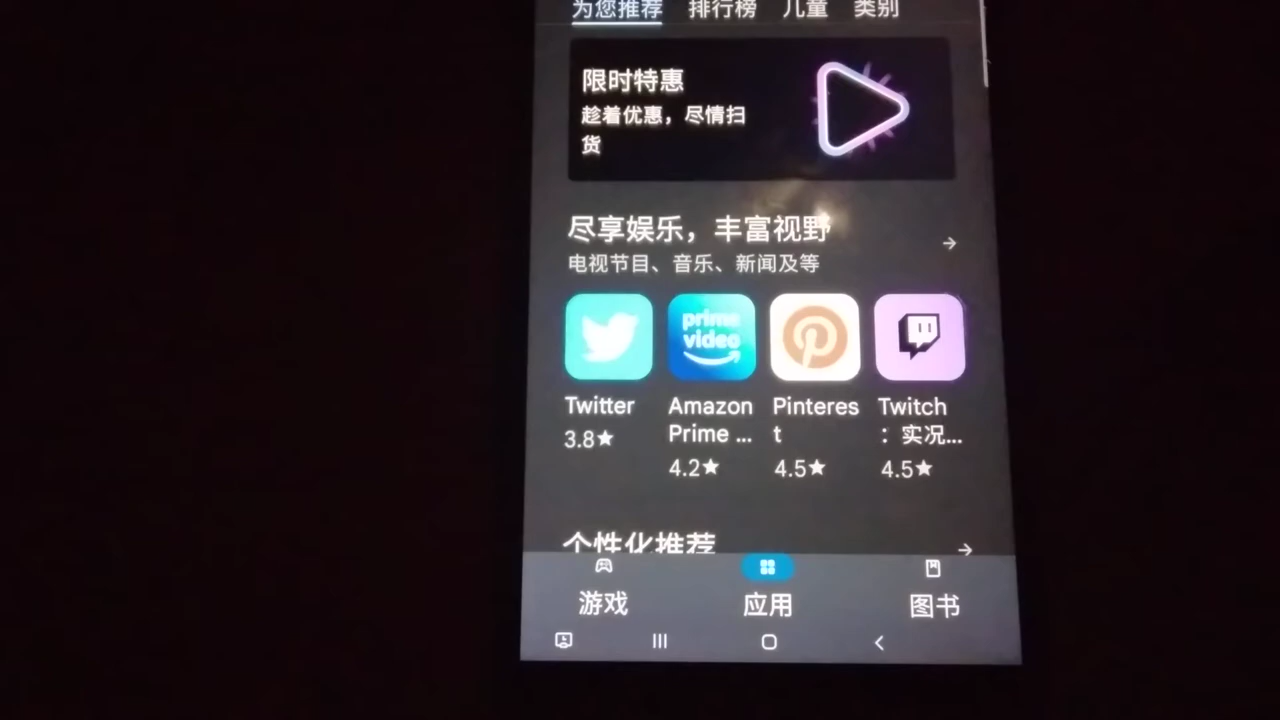 为您推荐 排行榜 儿童 类别
限时特惠
趁着优惠，尽情扫
货
尽享娱乐，丰富视野
电视节目、音乐、新闻及等
prime
video
Twitter
Amazon
Prime ...
Pinteres
t
Twitch
：实况...
3.8★
4.2★
4.5★
4.5★
个性化推荐
游戏 应用 图书